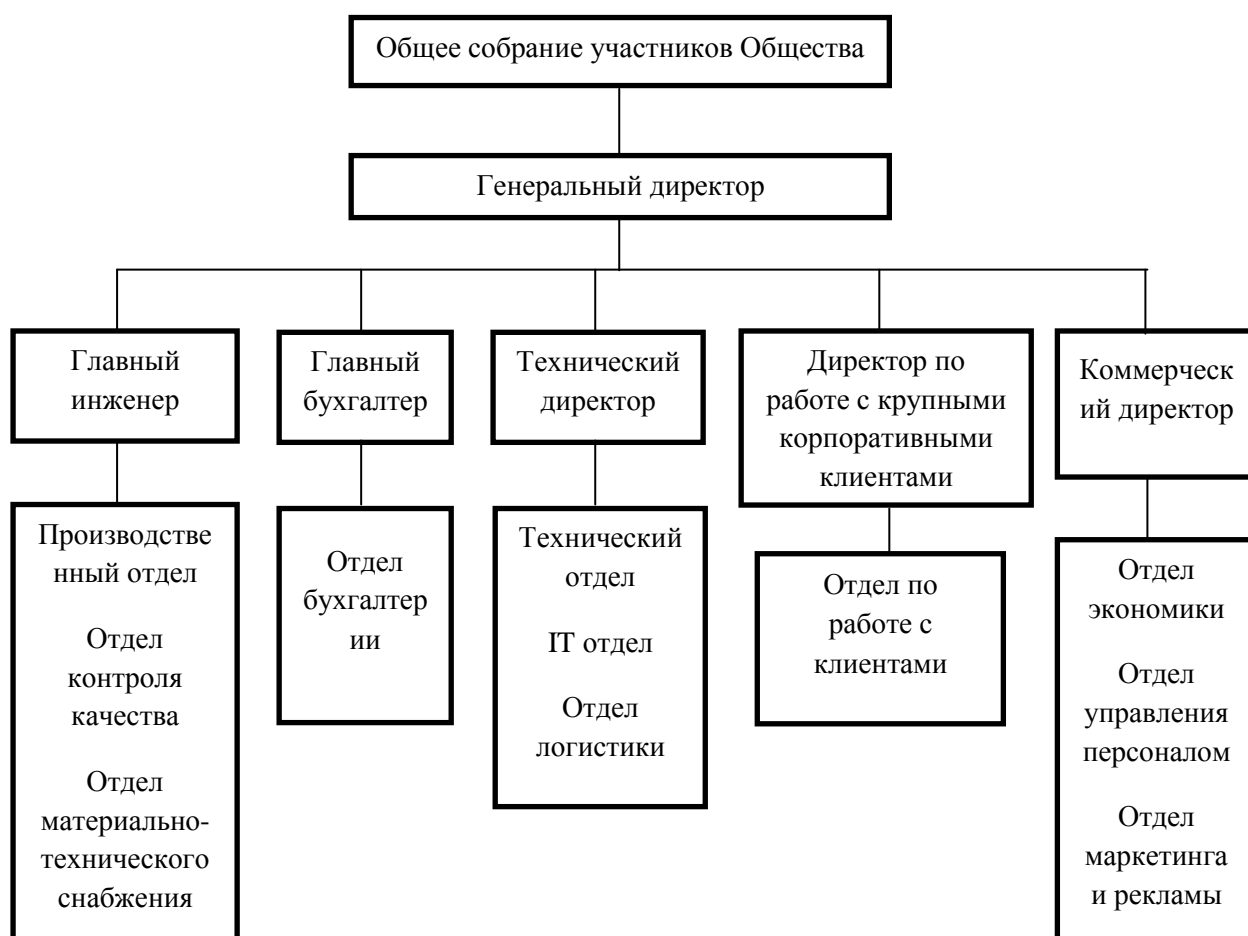 Общее собрание участников Общества
Генеральный директор
Главный
инженер
Главный
бухгалтер
Технический
директор
Директор по
работе с крупными
корпоративными
клиентами
Коммерческ
ий директор
Производстве
нный отдел
Отдел
контроля
качества
Отдел
материально-
технического
снабжения
Отдел
бухгалтер
ии
Технический
отдел
IT отдел
Отдел
логистики
Отдел по
работе с
клиентами
Отдел
экономики
Отдел
управления
персоналом
Отдел
маркетинга
и рекламы